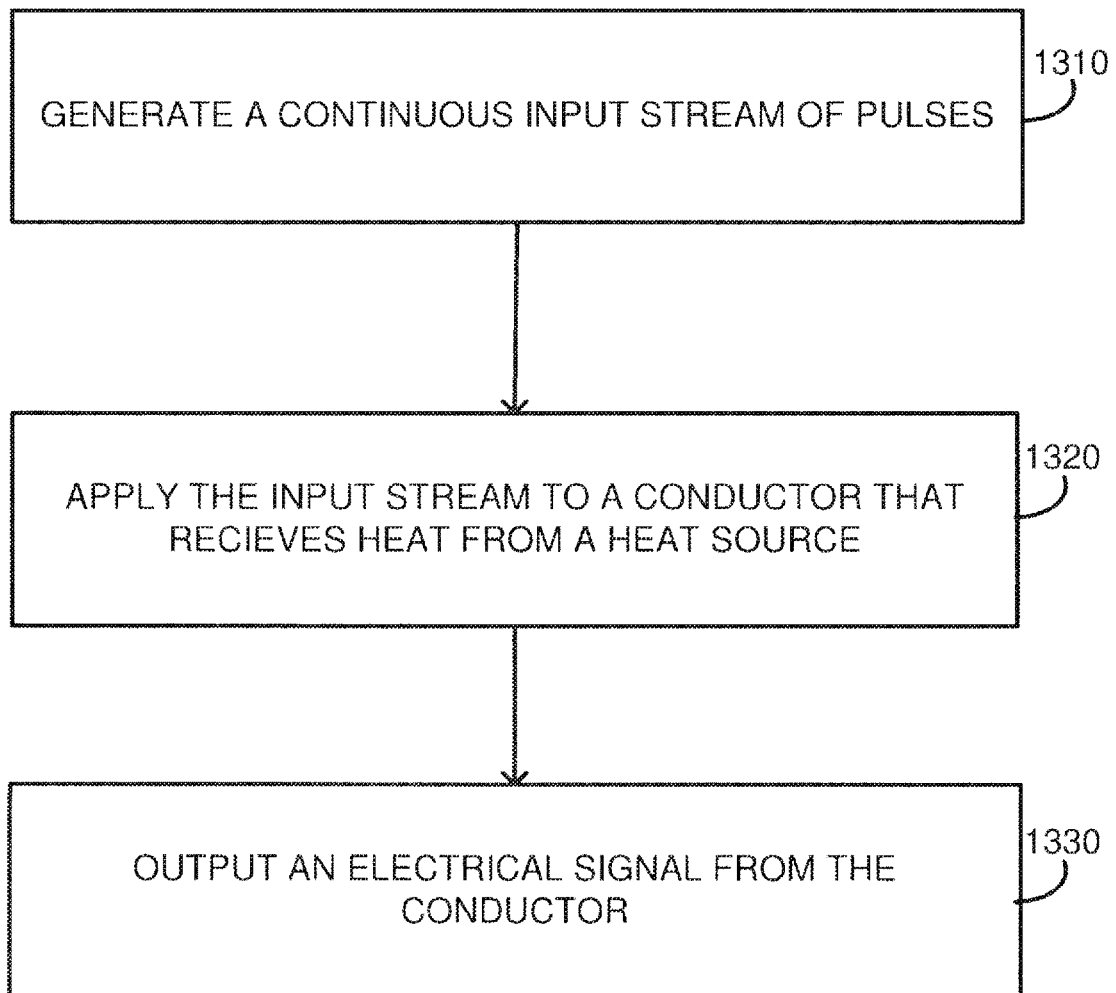 1310
GENERATE A CONTINUOUS INPUT STREAM OF PULSES
1320
APPLY THE INPUT STREAM TO A CONDUCTOR THAT
RECIEVES HEAT FROM A HEAT SOURCE
1330
OUTPUT AN ELECTRICAL SIGNAL FROM THE
CONDUCTOR